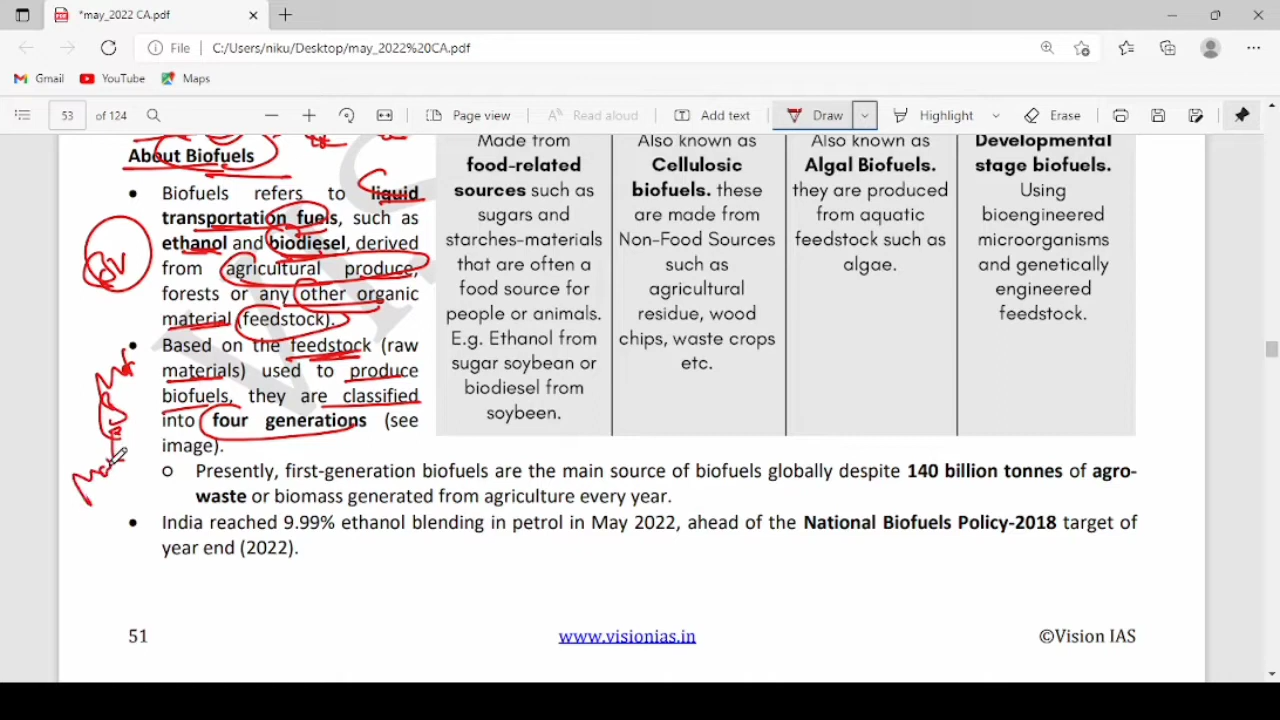 *may_2022 CA.pdf
File | C:/Users/niku/Desktop/may_2022%20CA.pdf
Gmail YouTube Maps
53 of 124 Page view Read aloud Add text Draw Highlight Erase
About Biofuels
• Biofuels refers to liquid
transportation fuels, such as
ethanol and biodiesel, derived
from agricultural produce,
forests or any other organic
material (feedstock).
• Based on the feedstock (raw
materials) used to produce
biofuels, they are classified
into four generations (see
image).
Made from
food-related
sources such as
sugars and
starches-materials
that are often a
food source for
people or animals.
E.g. Ethanol from
sugar soybean or
biodiesel from
soybeen.
Also known as
Cellulosic
biofuels. these
are made from
Non-Food Sources
such as
agricultural
residue, wood
chips, waste crops
etc.
Also known as
Algal Biofuels.
they are produced
from aquatic
feedstock such as
algae.
Developmental
stage biofuels.
Using
bioengineered
microorganisms
and genetically
engineered
feedstock.
o Presently, first-generation biofuels are the main source of biofuels globally despite 140 billion tonnes of agro-
waste or biomass generated from agriculture every year.
• India reached 9.99% ethanol blending in petrol in May 2022, ahead of the National Biofuels Policy-2018 target of
year end (2022).
51 www.visionias.in ©Vision IAS